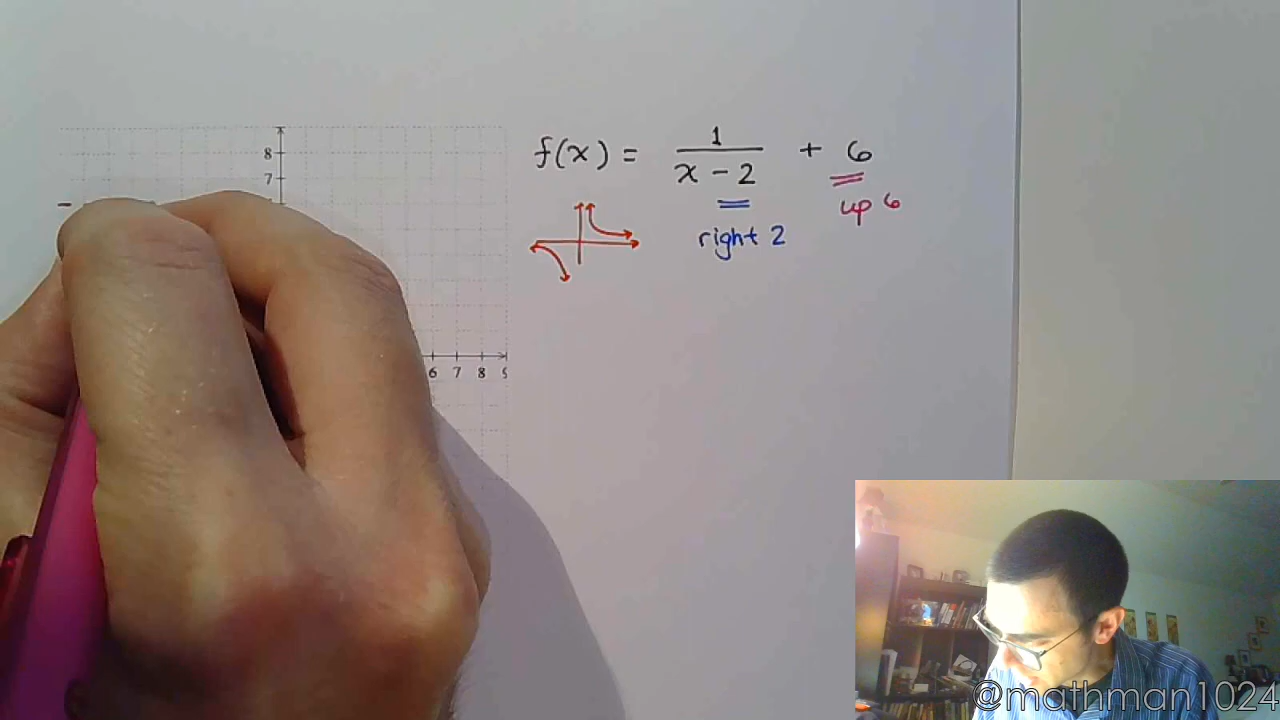 f(x) = 1/(x - 2) + 6
up 6
right 2
8
7
6 7 8
@mathman1024